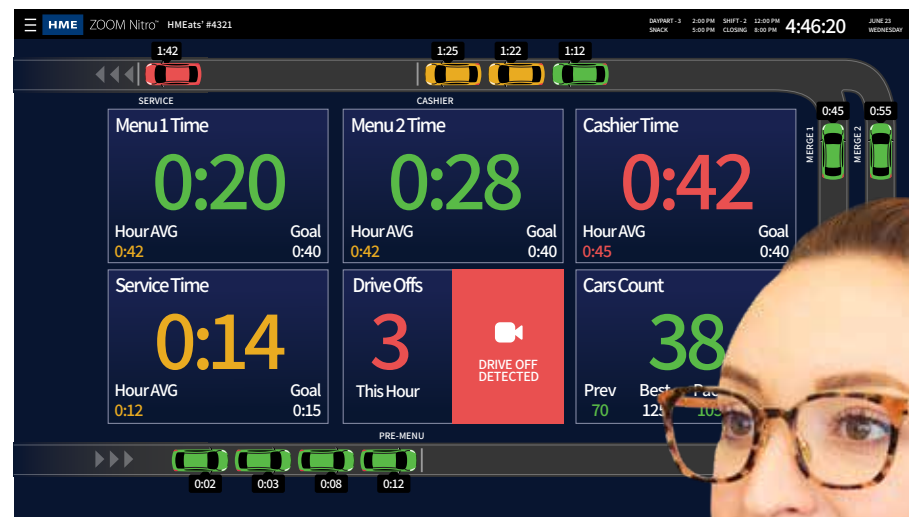 HME ZOOM Nitro™ HMEats' #4321
DAYPART - 3 2:00 PM SHIFT - 2 12:00 PM 4:46:20 JUNE 23
SNACK 5:00 PM CLOSING 8:00 PM WEDNESDAY
1:42 1:25 1:22 1:12
SERVICE CASHIER
0:45 0:55
MERGE 1 MERGE 2
Menu 1 Time
0:20
Hour AVG Goal
0:42 0:40
Menu 2 Time
0:28
Hour AVG Goal
0:42 0:40
Cashier Time
0:42
Hour AVG Goal
0:45 0:40
Service Time
0:14
Hour AVG Goal
0:12 0:15
Drive Offs
3
This Hour
DRIVE OFF
DETECTED
Cars Count
38
Prev Best
70 125 105
PRE-MENU
0:02 0:03 0:08 0:12